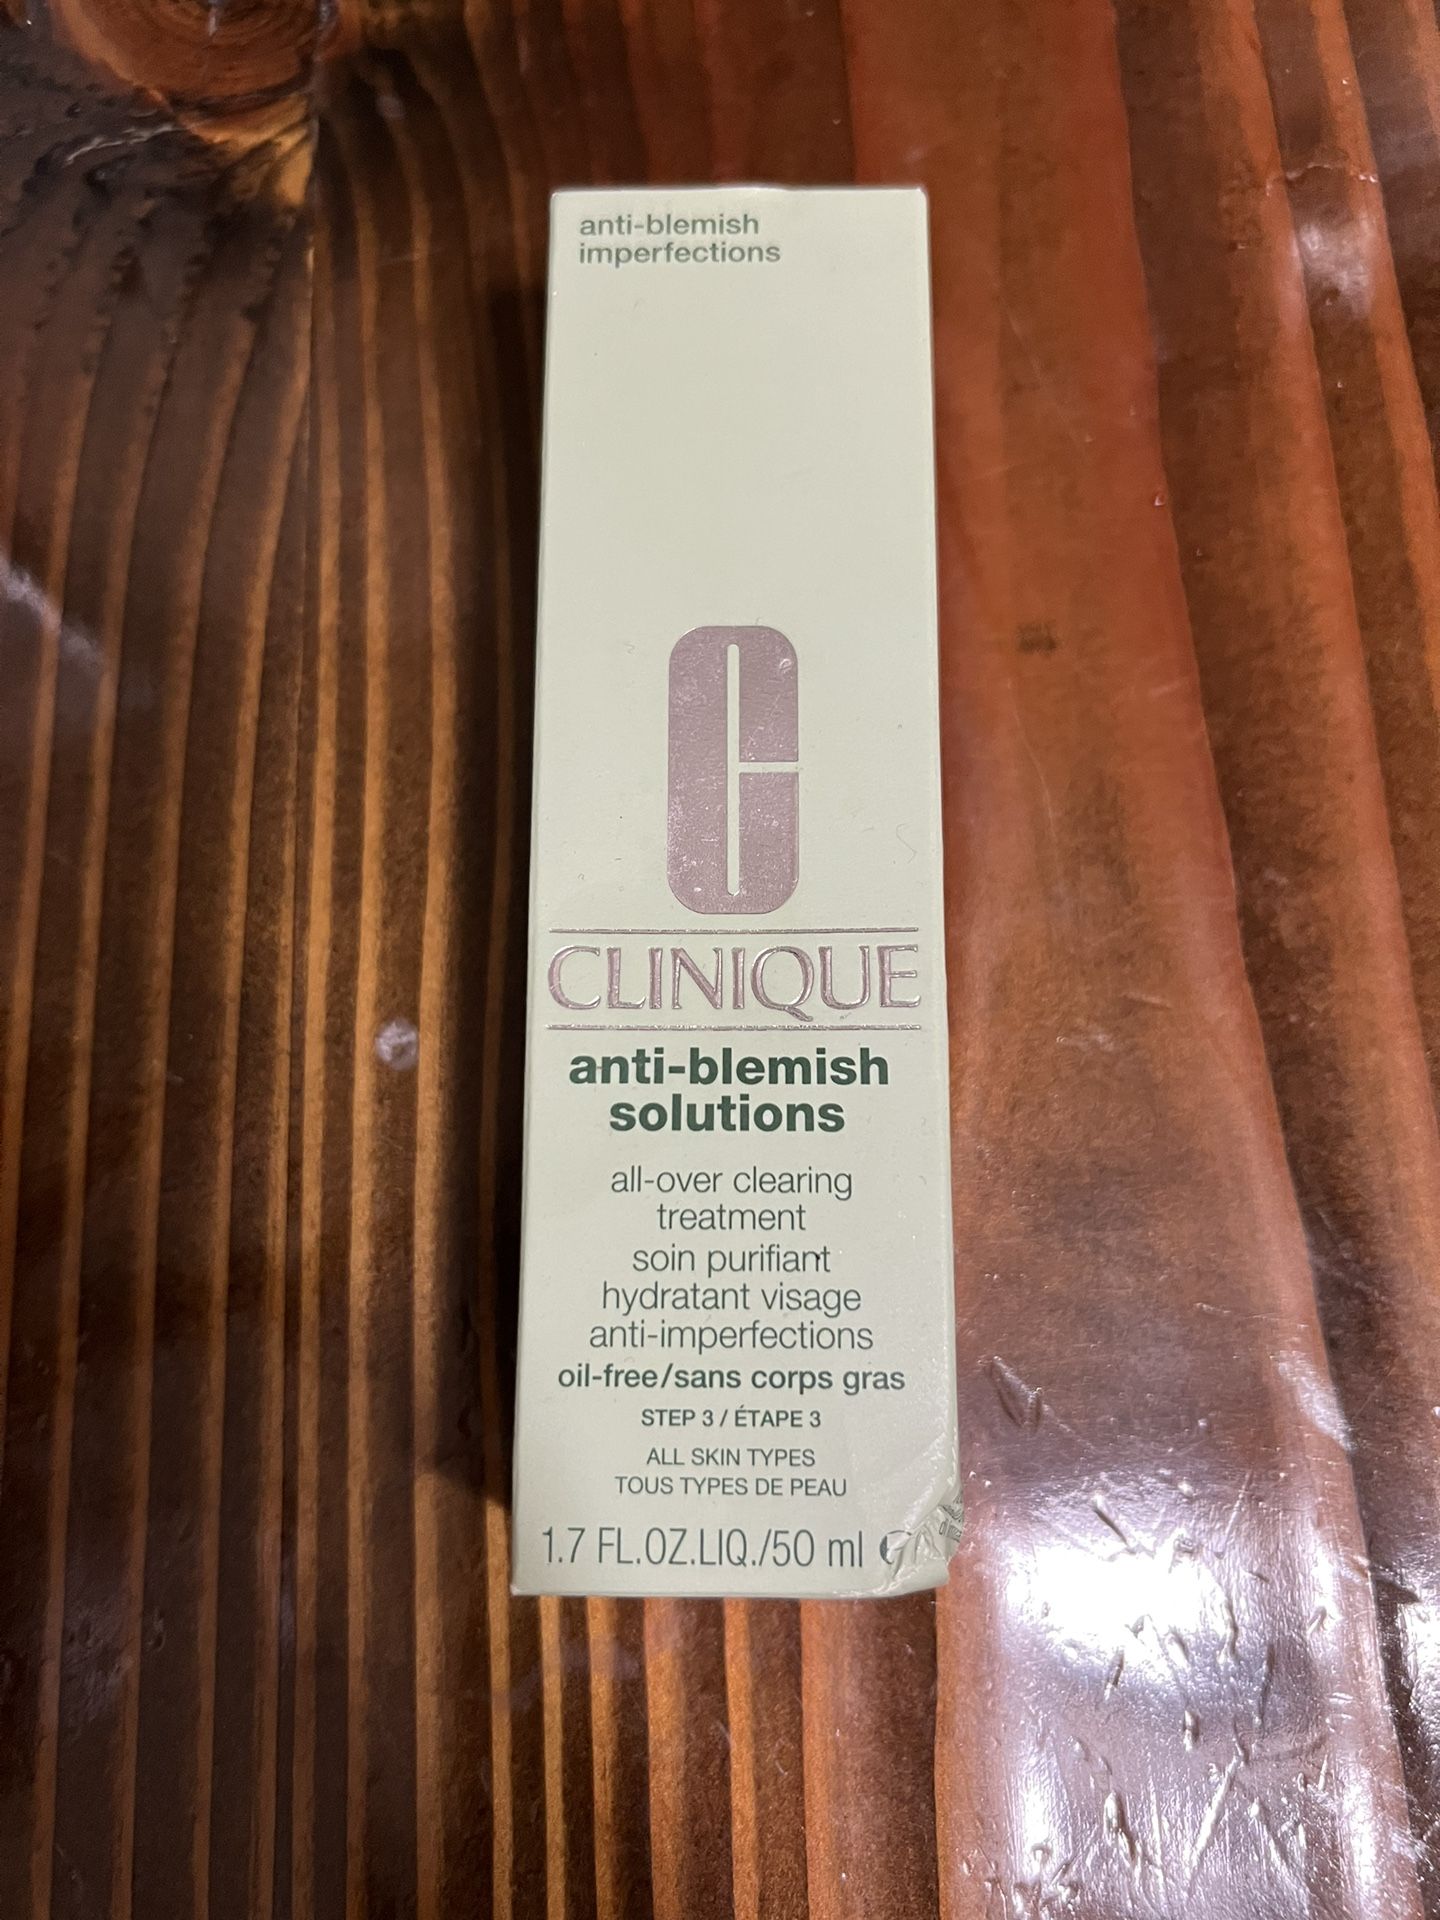 anti-blemish
imperfections
C
CLINIQUE
anti-blemish
solutions
all-over clearing
treatment
soin purifiant
hydratant visage
anti-imperfections
oil-free/sans corps gras
STEP 3 / ÉTAPE 3
ALL SKIN TYPES
TOUS TYPES DE PEAU
1.7 FL.OZ.LIQ./50 ml